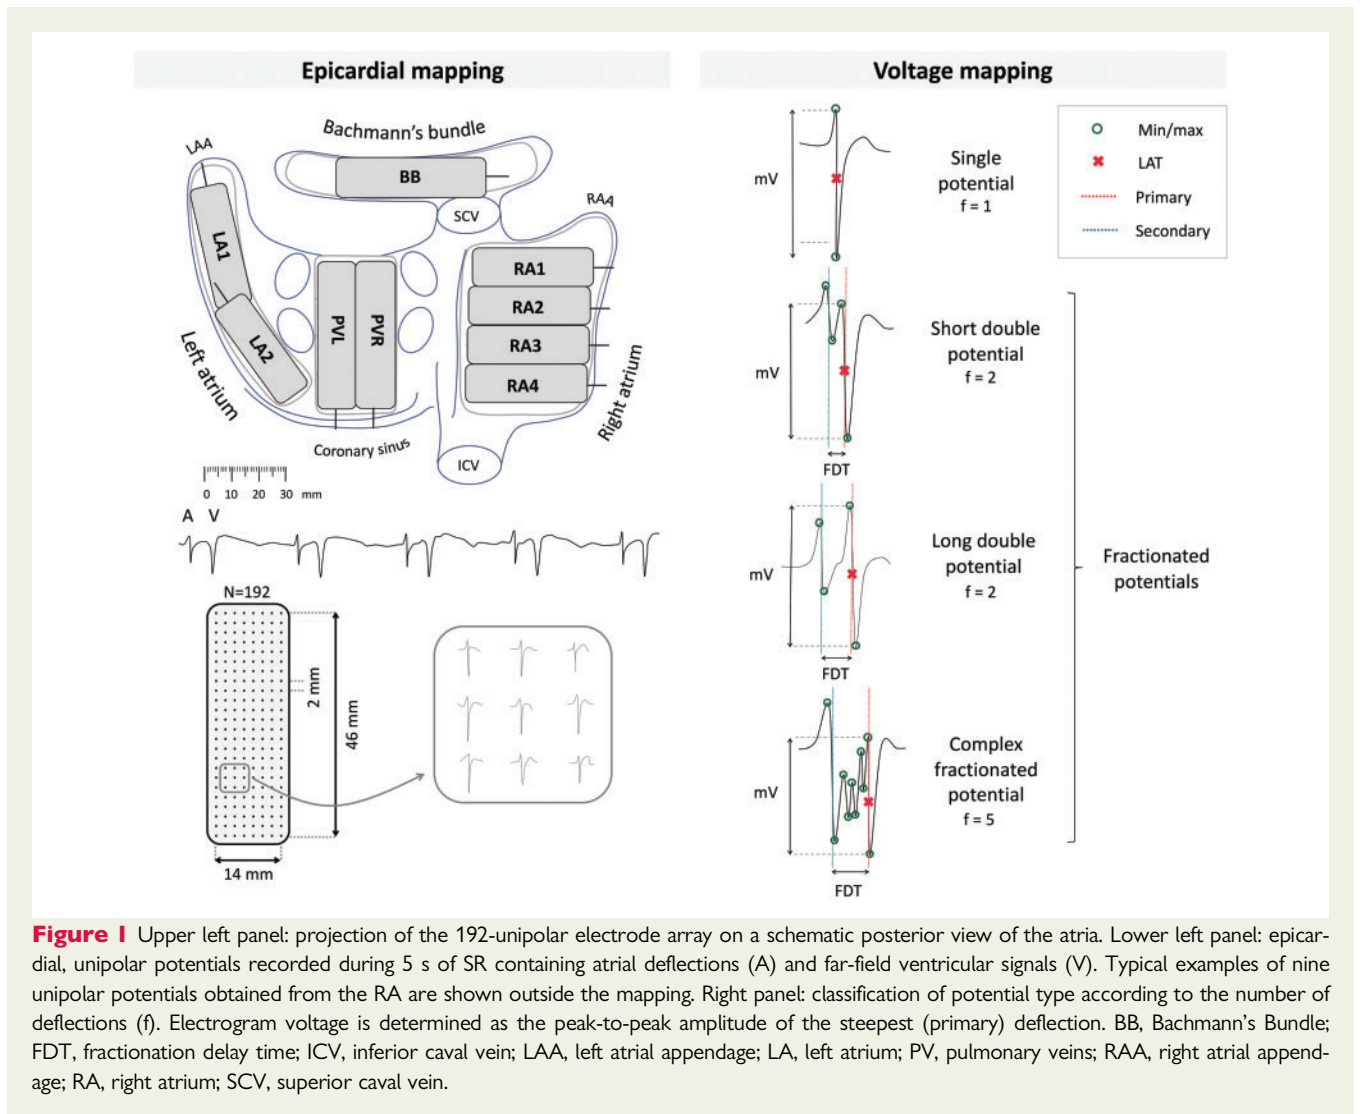 Epicardial mapping
Bachmann's bundle
LAA
BB
SCV
RAA
LA1
LA2
PVL
PVR
RA1
RA2
RA3
RA4
Left atrium
Right atrium
Coronary sinus
ICV
0 10 20 30 mm
A V
N=192
2 mm
46 mm
14 mm
Voltage mapping
Min/max
LAT
Primary
Secondary
mV
Single
potential
f = 1
mV
Short double
potential
f = 2
FDT
mV
Long double
potential
f = 2
FDT
mV
Complex
fractionated
potential
f = 5
FDT
Fractionated
potentials
Figure 1 Upper left panel: projection of the 192-unipolar electrode array on a schematic posterior view of the atria. Lower left panel: epicar-
dial, unipolar potentials recorded during 5 s of SR containing atrial deflections (A) and far-field ventricular signals (V). Typical examples of nine
unipolar potentials obtained from the RA are shown outside the mapping. Right panel: classification of potential type according to the number of
deflections (f). Electrogram voltage is determined as the peak-to-peak amplitude of the steepest (primary) deflection. BB, Bachmann's Bundle;
FDT, fractionation delay time; ICV, inferior caval vein; LAA, left atrial appendage; LA, left atrium; PV, pulmonary veins; RAA, right atrial append-
age; RA, right atrium; SCV, superior caval vein.